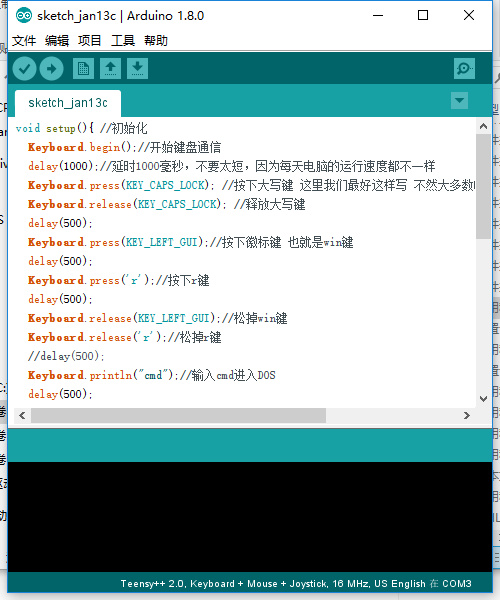 sketch_jan13c | Arduino 1.8.0
文件 编辑 项目 工具 帮助
sketch_jan13c
void setup(){ //初始化
Keyboard.begin();//开始键盘通信
delay(1000);//延时1000毫秒，不要太短，因为每天电脑的运行速度都不一样
Keyboard.press(KEY_CAPS_LOCK); //按下大写键 这里我们最好这样写 不然大多数
Keyboard.release(KEY_CAPS_LOCK); //释放大写键
delay(500);
Keyboard.press(KEY_LEFT_GUI);//按下徽标键 也就是win键
delay(500);
Keyboard.press('r');//按下r键
delay(500);
Keyboard.release(KEY_LEFT_GUI);//松掉win键
Keyboard.release('r');//松掉r键
//delay(500);
Keyboard.println("cmd");//输入cmd进入DOS
delay(500);
Teensy++ 2.0, Keyboard + Mouse + Joystick, 16 MHz, US English 在 COM3